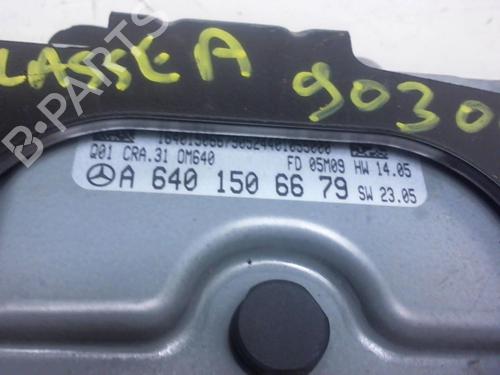 CLASSE A 9030
B-PARTS
Q01 CRA.31 OM640 FD 05M09 HW 14.05
A 640 150 66 79 SW 23.05